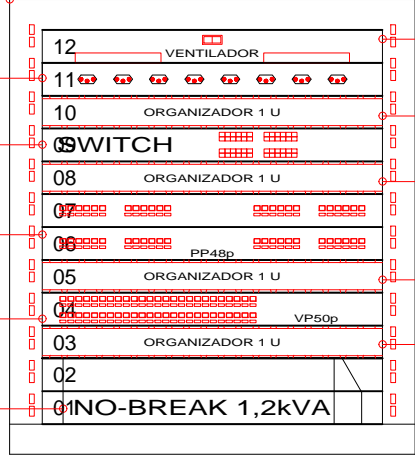 12
VENTILADOR
11
10 ORGANIZADOR 1 U
09 SWITCH
08 ORGANIZADOR 1 U
07
06
PP48p
05 ORGANIZADOR 1 U
04
VP50p
03 ORGANIZADOR 1 U
02
01 NO-BREAK 1,2kVA